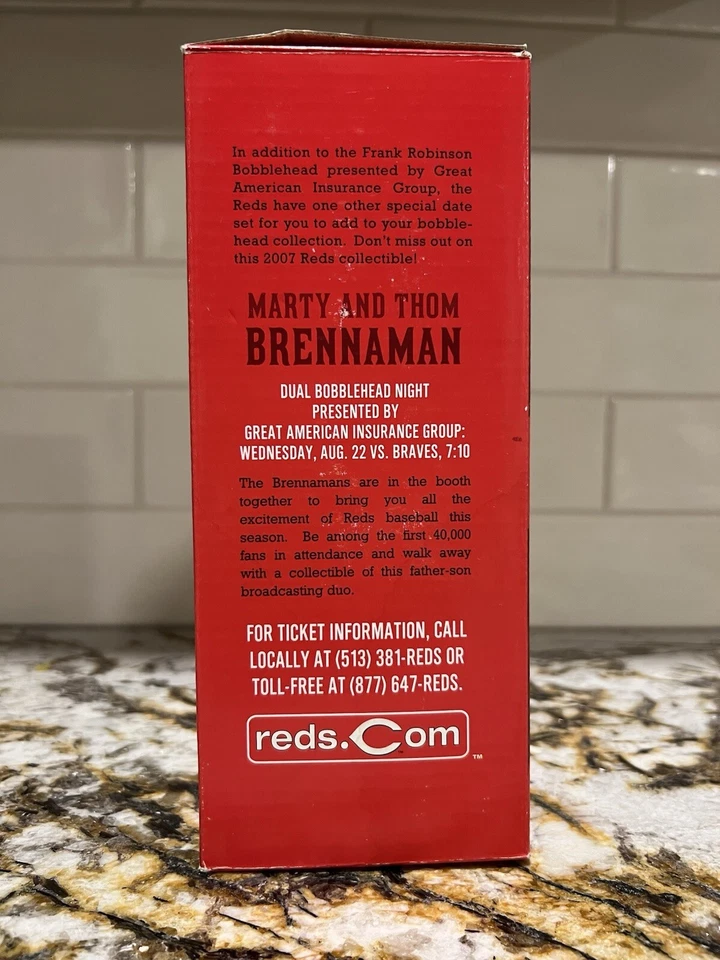 In addition to the Frank Robinson
Bobblehead presented by Great
American Insurance Group, the
Reds have one other special date
set for you to add to your bobble-
head collection. Don't miss out on
this 2007 Reds collectible!
MARTY AND THOM
BRENNAMAN
DUAL BOBBLEHEAD NIGHT
PRESENTED BY
GREAT AMERICAN INSURANCE GROUP:
WEDNESDAY, AUG. 22 VS. BRAVES, 7:10
The Brennamans are in the booth
together to bring you all the
excitement of Reds baseball this
season. Be among the first 40,000
fans in attendance and walk away
with a collectible of this father-son
broadcasting duo.
FOR TICKET INFORMATION, CALL
LOCALLY AT (513) 381-REDS OR
TOLL-FREE AT (877) 647-REDS.
reds.Com TM